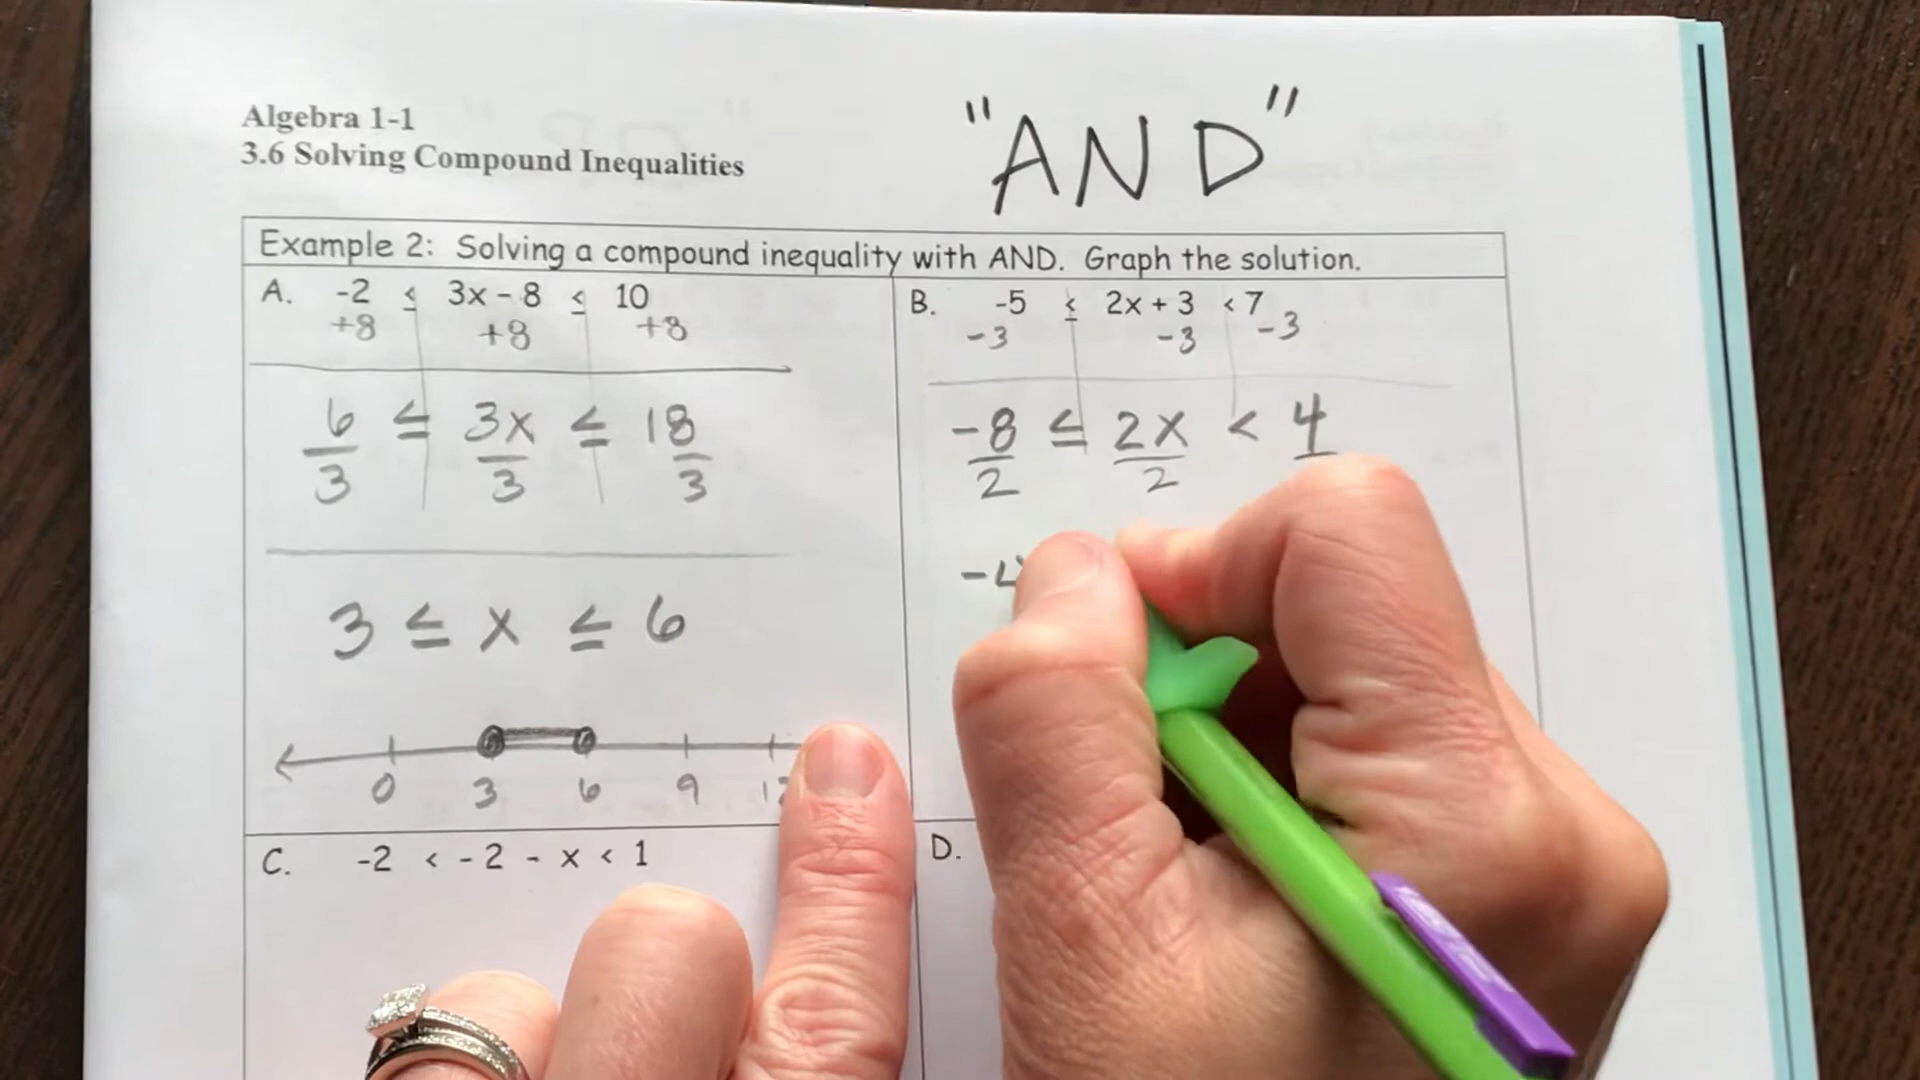 Algebra 1-1
3.6 Solving Compound Inequalities
"AND"
Example 2: Solving a compound inequality with AND. Graph the solution.
A. -2 ≤ 3x - 8 ≤ 10
+8 +8 +8
6 ≤ 3x ≤ 18
3 3 3
3 ≤ x ≤ 6
0 3 6 9
B. -5 ≤ 2x + 3 < 7
-3 -3 -3
-8 ≤ 2x < 4
2 2
-4
C. -2 < -2 - x < 1
D.